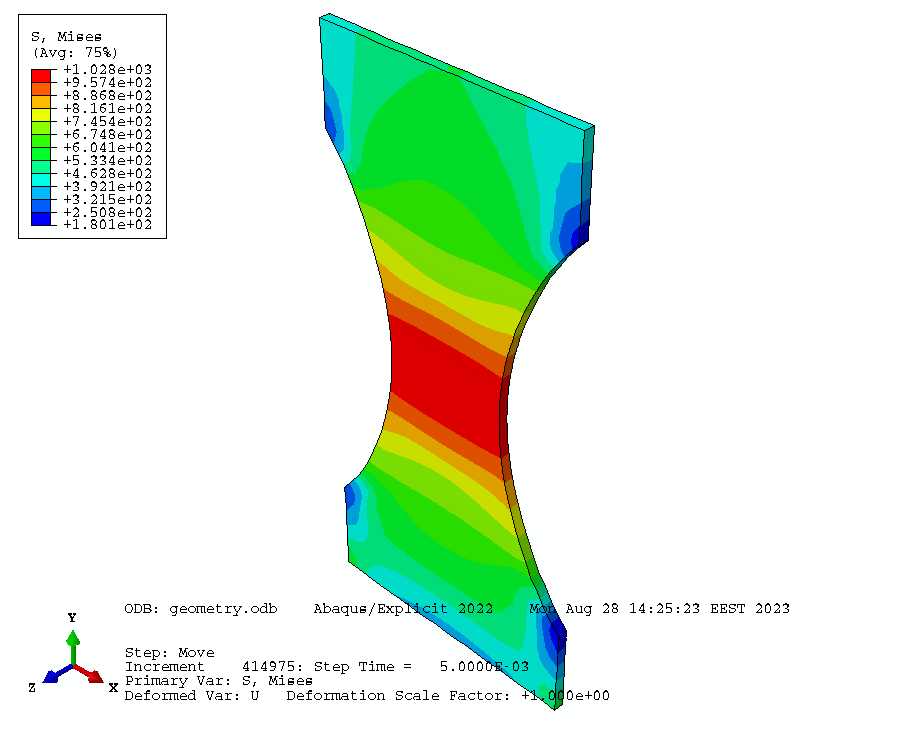 S, Mises
(Avg: 75%)
+1.028e+03
+9.574e+02
+8.868e+02
+8.161e+02
+7.454e+02
+6.748e+02
+6.041e+02
+5.334e+02
+4.628e+02
+3.921e+02
+3.215e+02
+2.508e+02
+1.801e+02
ODB: geometry.odb    Abaqus/Explicit 2022    Mon Aug 28 14:25:23 EEST 2023
Y
Z
X
Step: Move
Increment    414975: Step Time =    5.0000E-03
Primary Var: S, Mises
Deformed Var: U   Deformation Scale Factor: +1.000e+00